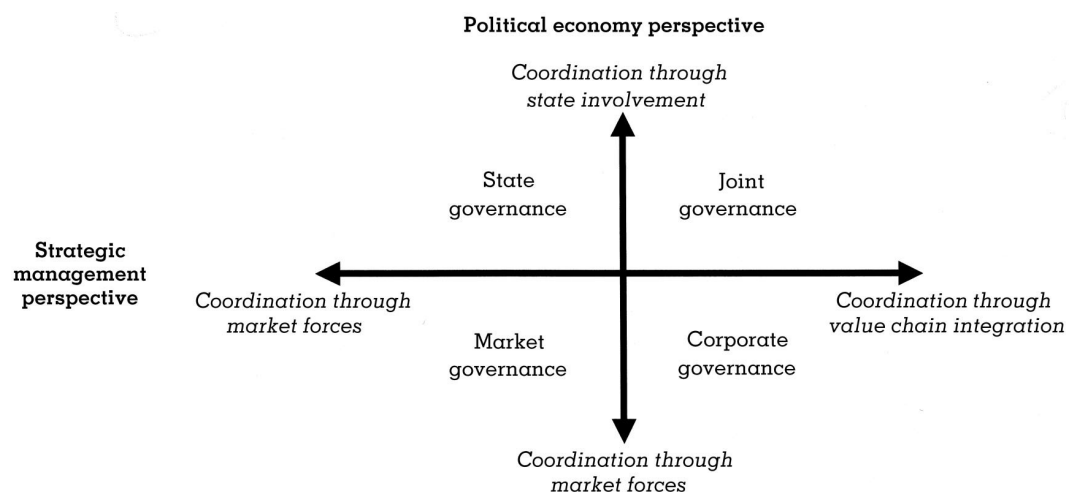 Political economy perspective
Coordination through
state involvement
State
governance
Joint
governance
Strategic
management
perspective
Coordination through
market forces
Coordination through
value chain integration
Market
governance
Corporate
governance
Coordination through
market forces